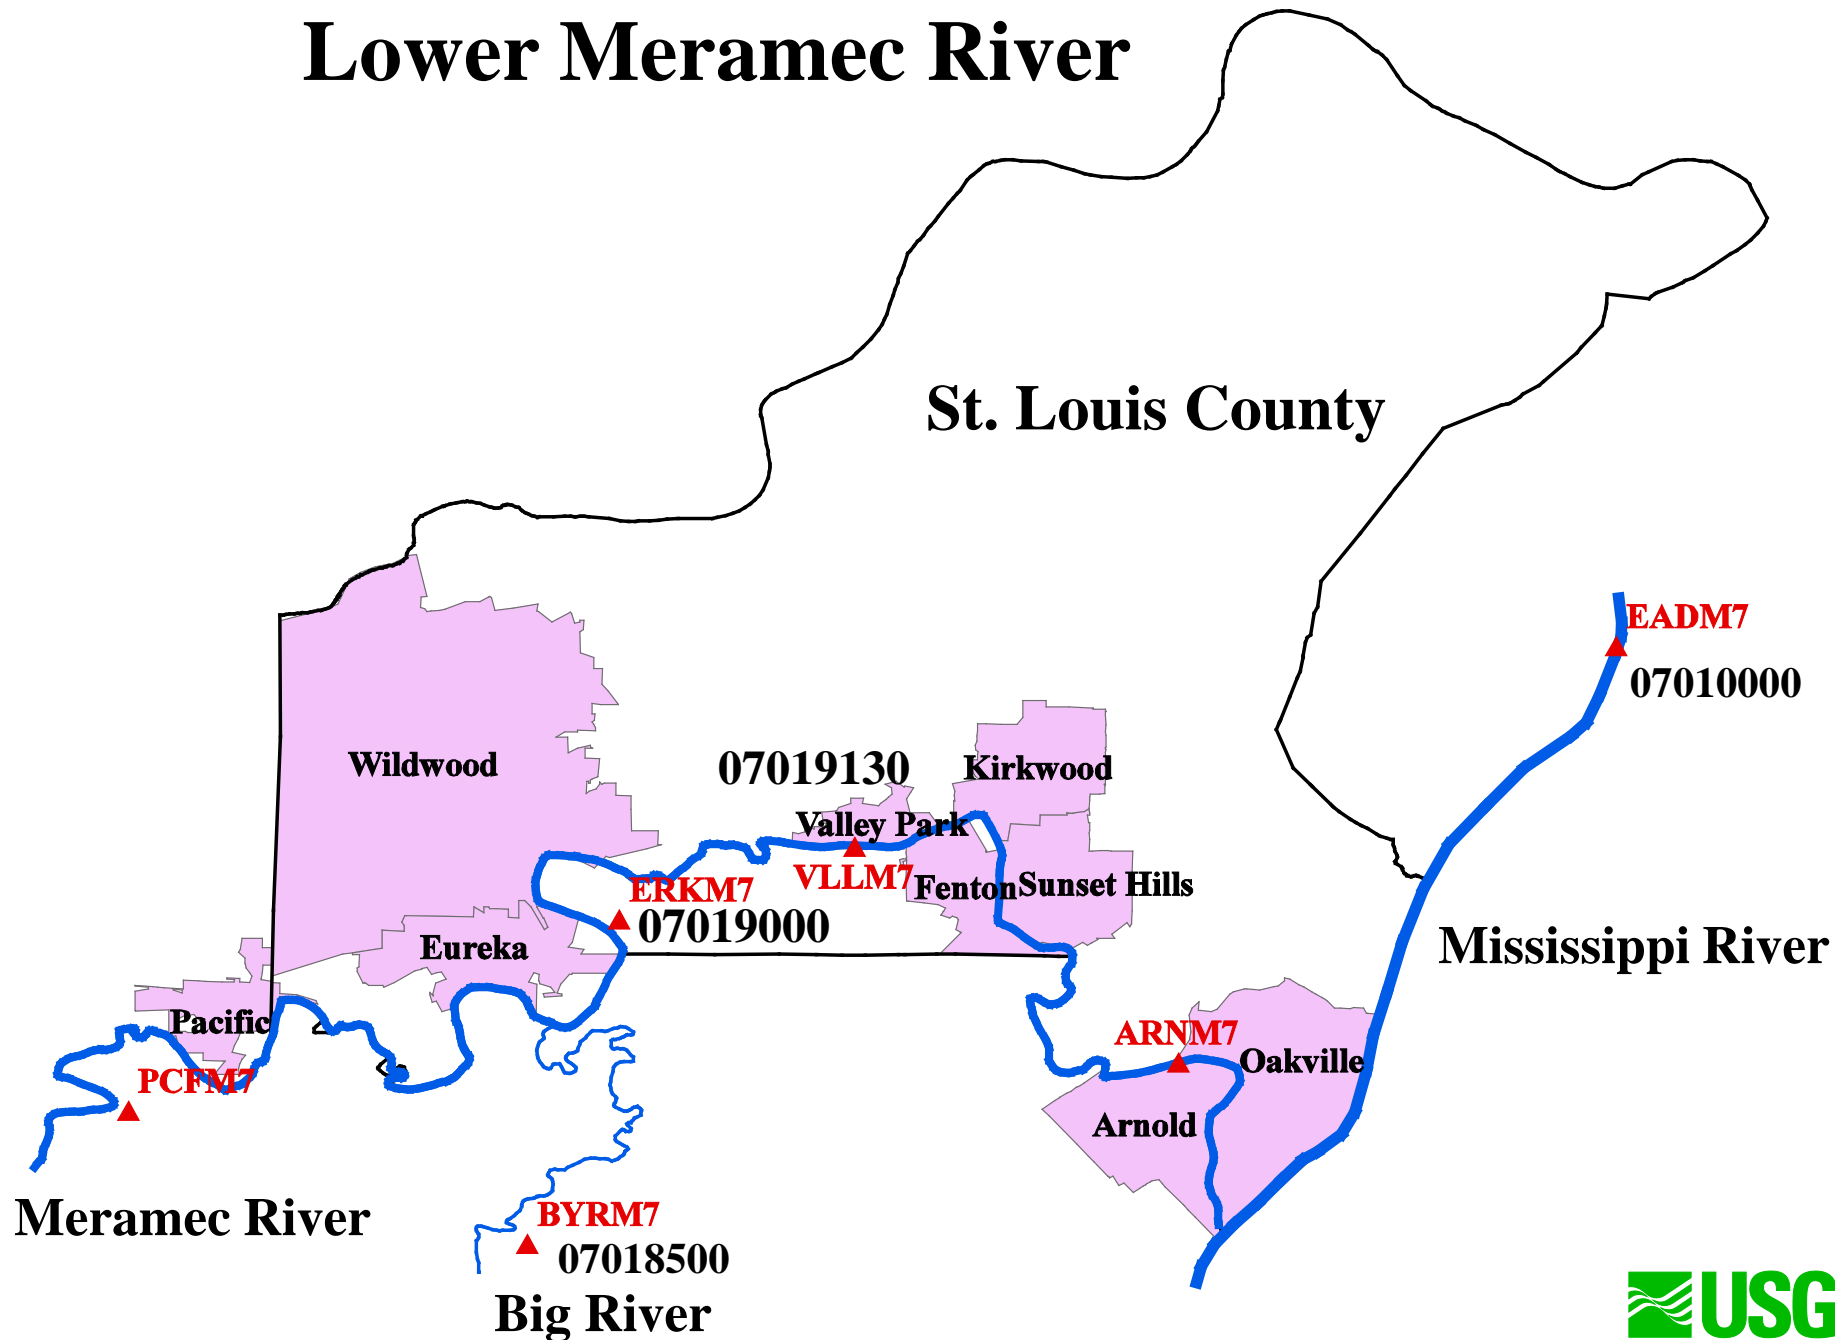 Lower Meramec River
St. Louis County
EADM7
07010000
Wildwood
07019130
Kirkwood
Valley Park
VLLM7
ERKM7
Fenton
Sunset Hills
07019000
Eureka
Mississippi River
Pacific
ARNM7
Oakville
PCFM7
Arnold
Meramec River
BYRM7
07018500
Big River
USG